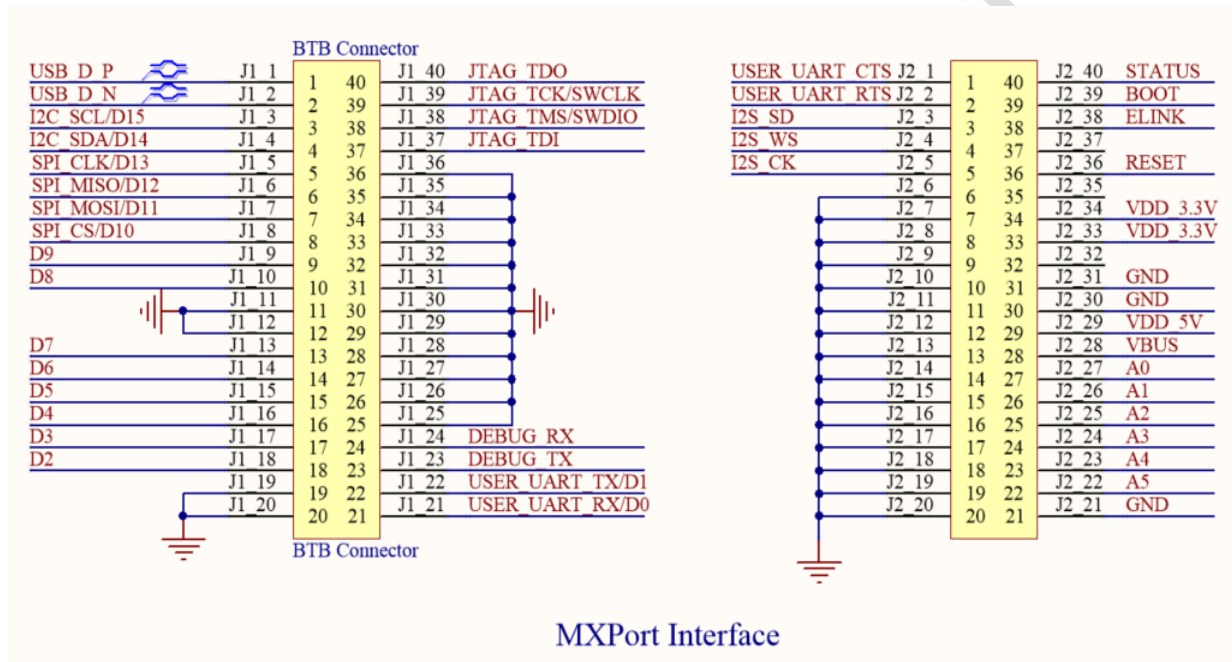 BTB Connector
USB_D_P J1_1 1 40 J1_40 JTAG_TDO
USB_D_N J1_2 2 39 J1_39 JTAG_TCK/SWCLK
I2C_SCL/D15 J1_3 3 38 J1_38 JTAG_TMS/SWDIO
I2C_SDA/D14 J1_4 4 37 J1_37 JTAG_TDI
SPI_CLK/D13 J1_5 5 36 J1_36
SPI_MISO/D12 J1_6 6 35 J1_35
SPI_MOSI/D11 J1_7 7 34 J1_34
SPI_CS/D10 J1_8 8 33 J1_33
D9 J1_9 9 32 J1_32
D8 J1_10 10 31 J1_31
J1_11 11 30 J1_30
J1_12 12 29 J1_29
D7 J1_13 13 28 J1_28
D6 J1_14 14 27 J1_27
D5 J1_15 15 26 J1_26
D4 J1_16 16 25 J1_25
D3 J1_17 17 24 J1_24 DEBUG_RX
D2 J1_18 18 23 J1_23 DEBUG_TX
J1_19 19 22 J1_22 USER_UART_TX/D1
J1_20 20 21 J1_21 USER_UART_RX/D0
BTB Connector
USER_UART_CTS J2_1 1 40 J2_40 STATUS
USER_UART_RTS J2_2 2 39 J2_39 BOOT
I2S_SD J2_3 3 38 J2_38 ELINK
I2S_WS J2_4 4 37 J2_37
I2S_CK J2_5 5 36 J2_36 RESET
J2_6 6 35 J2_35
J2_7 7 34 J2_34 VDD_3.3V
J2_8 8 33 J2_33 VDD_3.3V
J2_9 9 32 J2_32
J2_10 10 31 J2_31 GND
J2_11 11 30 J2_30 GND
J2_12 12 29 J2_29 VDD_5V
J2_13 13 28 J2_28 VBUS
J2_14 14 27 J2_27 A0
J2_15 15 26 J2_26 A1
J2_16 16 25 J2_25 A2
J2_17 17 24 J2_24 A3
J2_18 18 23 J2_23 A4
J2_19 19 22 J2_22 A5
J2_20 20 21 J2_21 GND
MXPort Interface